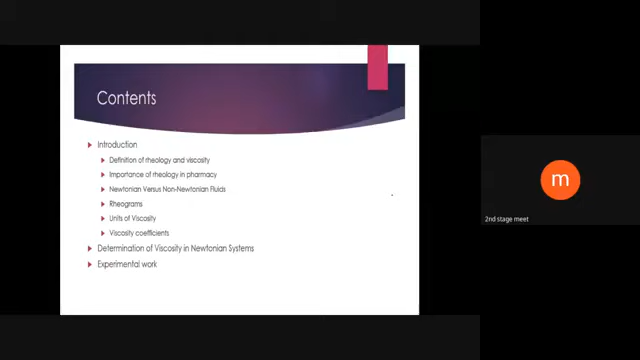 Contents
Introduction
Definition of rheology and viscosity
Importance of rheology in pharmacy
Newtonian Versus Non-Newtonian Fluids
Rheograms
Units of Viscosity
Viscosity coefficients
Determination of Viscosity in Newtonian Systems
Experimental work
m
2nd stage meet